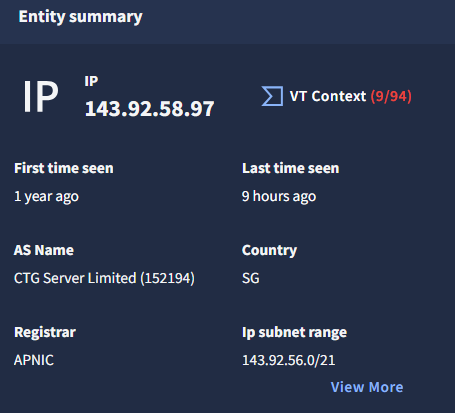 Entity summary
IP
IP
143.92.58.97
VT Context (9/94)
First time seen
Last time seen
1 year ago
9 hours ago
AS Name
Country
CTG Server Limited (152194)
SG
Registrar
Ip subnet range
APNIC
143.92.56.0/21
View More